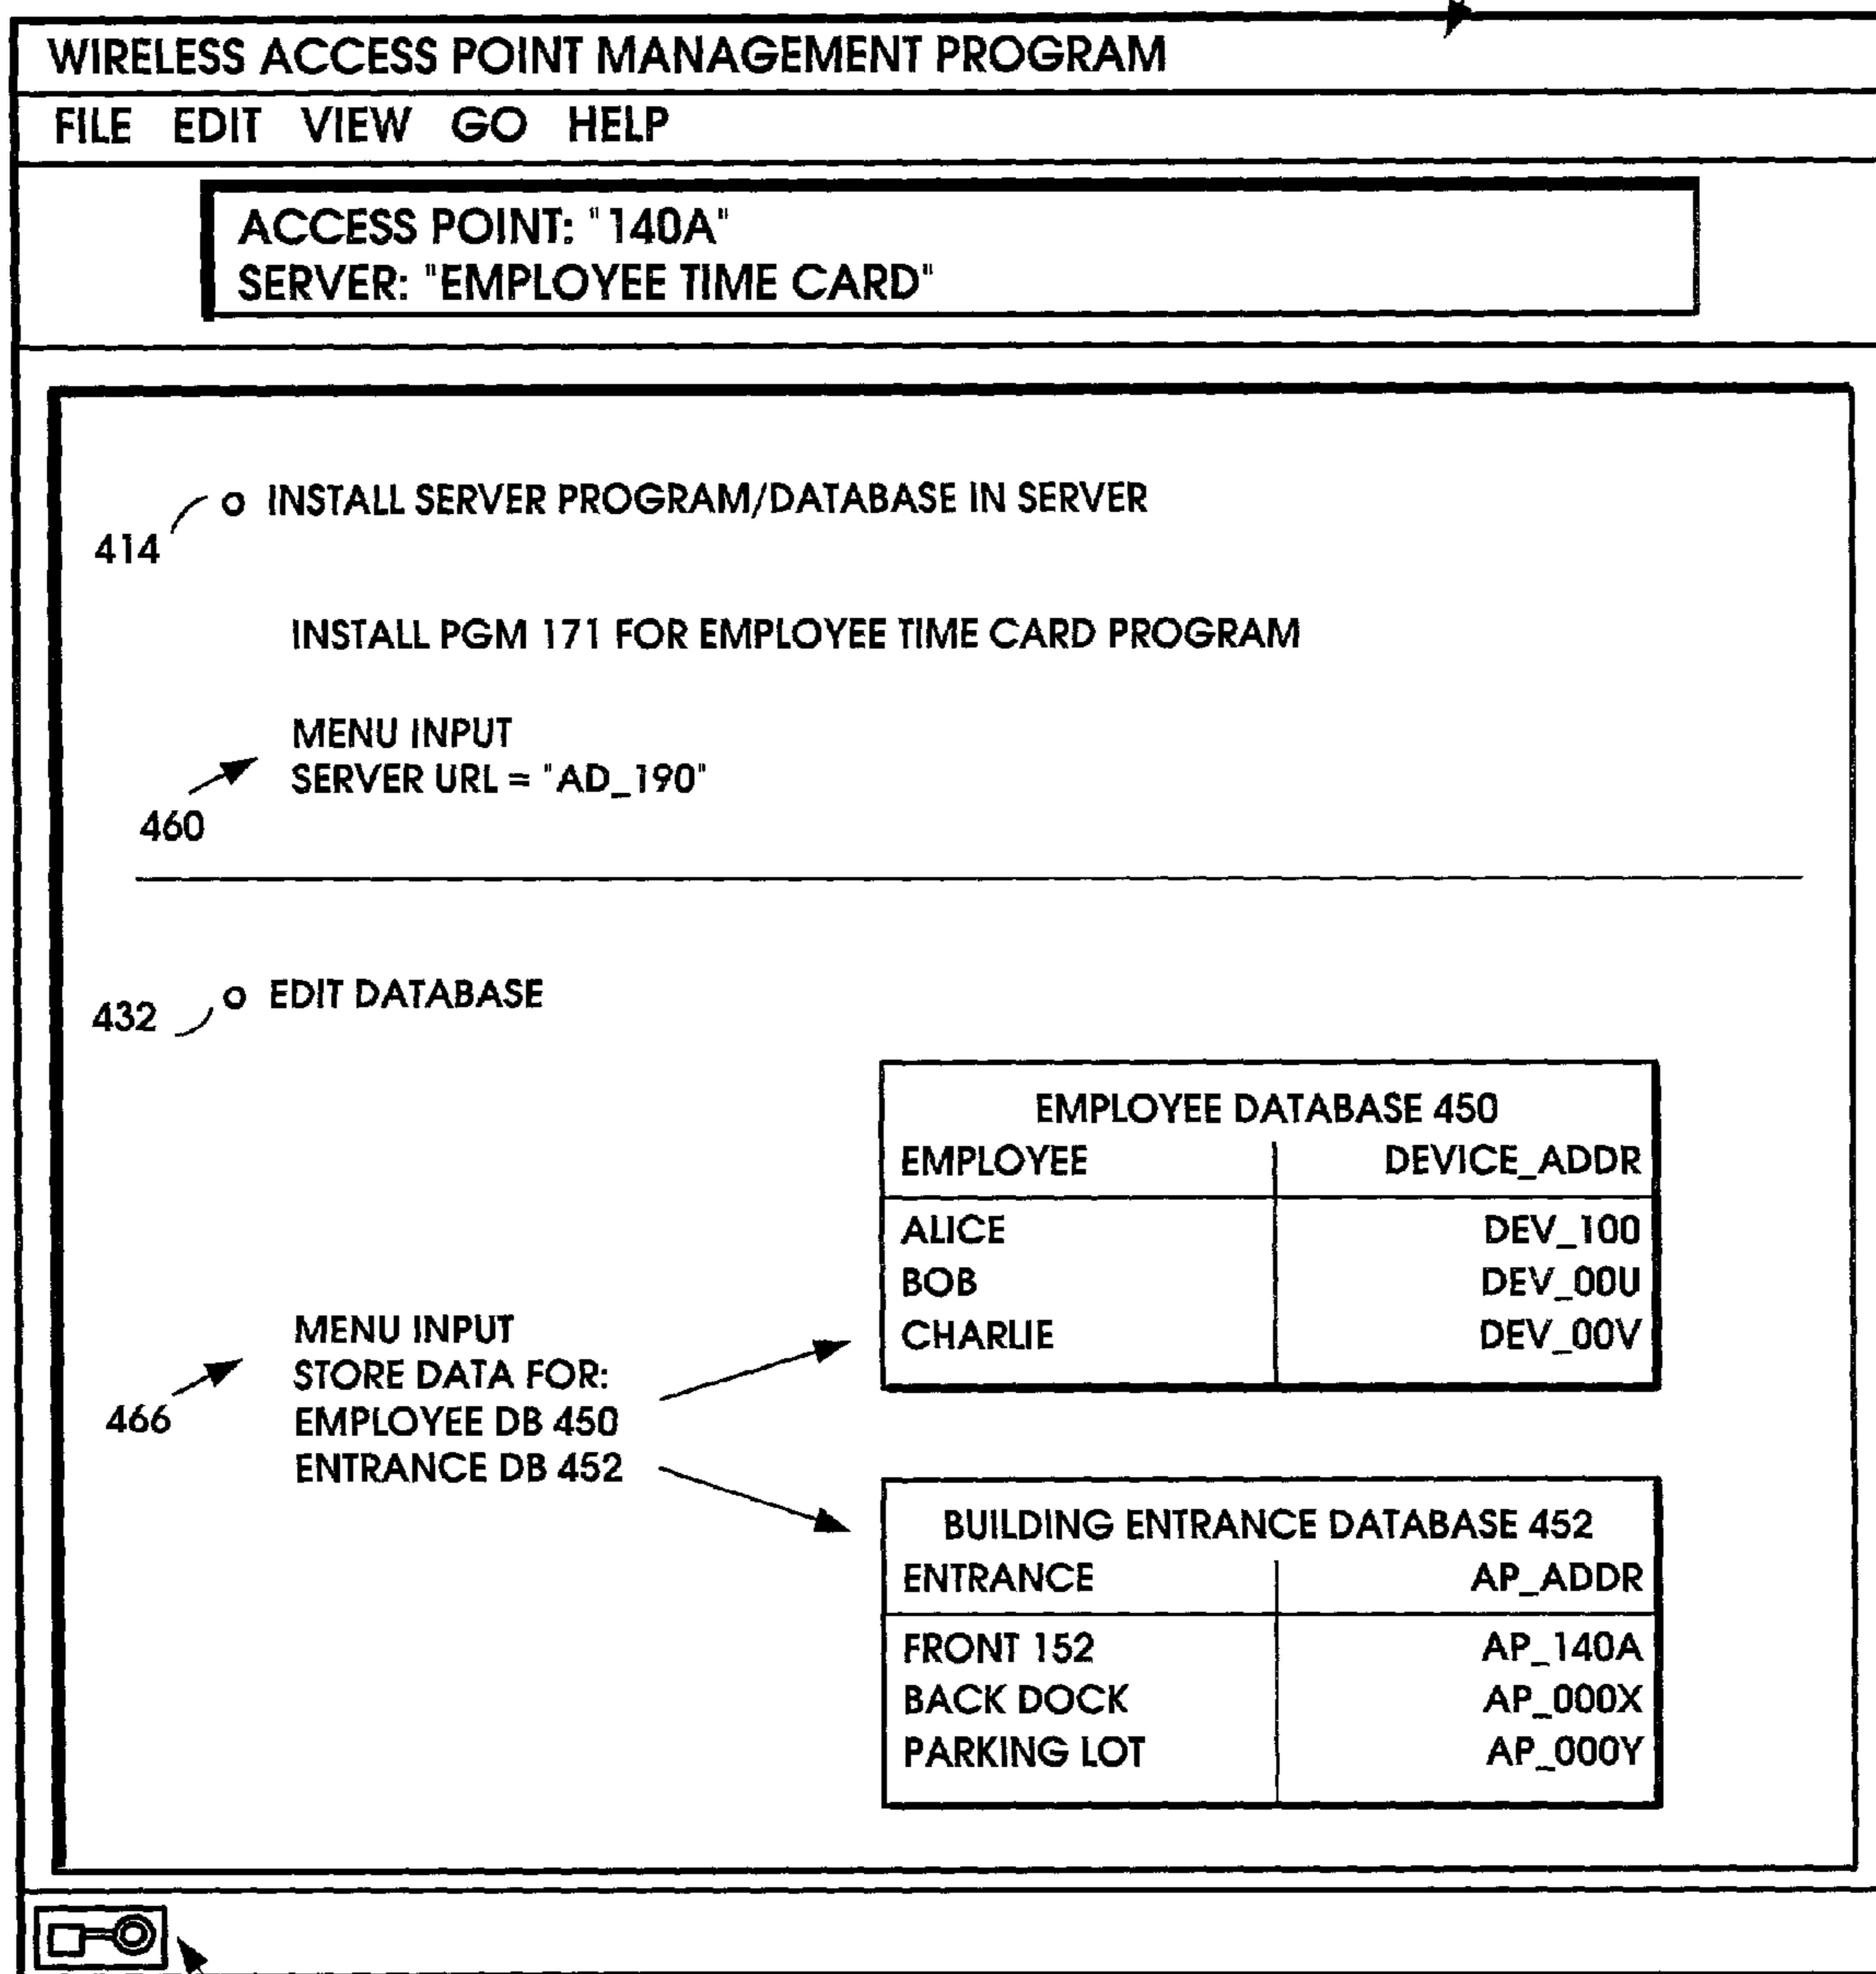 WIRELESS ACCESS POINT MANAGEMENT PROGRAM
FILE EDIT VIEW GO HELP
ACCESS POINT: "140A"
SERVER: "EMPLOYEE TIME CARD"
414 o INSTALL SERVER PROGRAM/DATABASE IN SERVER
INSTALL PGM 171 FOR EMPLOYEE TIME CARD PROGRAM
MENU INPUT
SERVER URL = "AD_190"
460
432 o EDIT DATABASE
EMPLOYEE DATABASE 450
EMPLOYEE DEVICE_ADDR
ALICE DEV_100
BOB DEV_00U
CHARLIE DEV_00V
MENU INPUT
STORE DATA FOR:
466 EMPLOYEE DB 450
ENTRANCE DB 452
BUILDING ENTRANCE DATABASE 452
ENTRANCE AP_ADDR
FRONT 152 AP_140A
BACK DOCK AP_000X
PARKING LOT AP_000Y